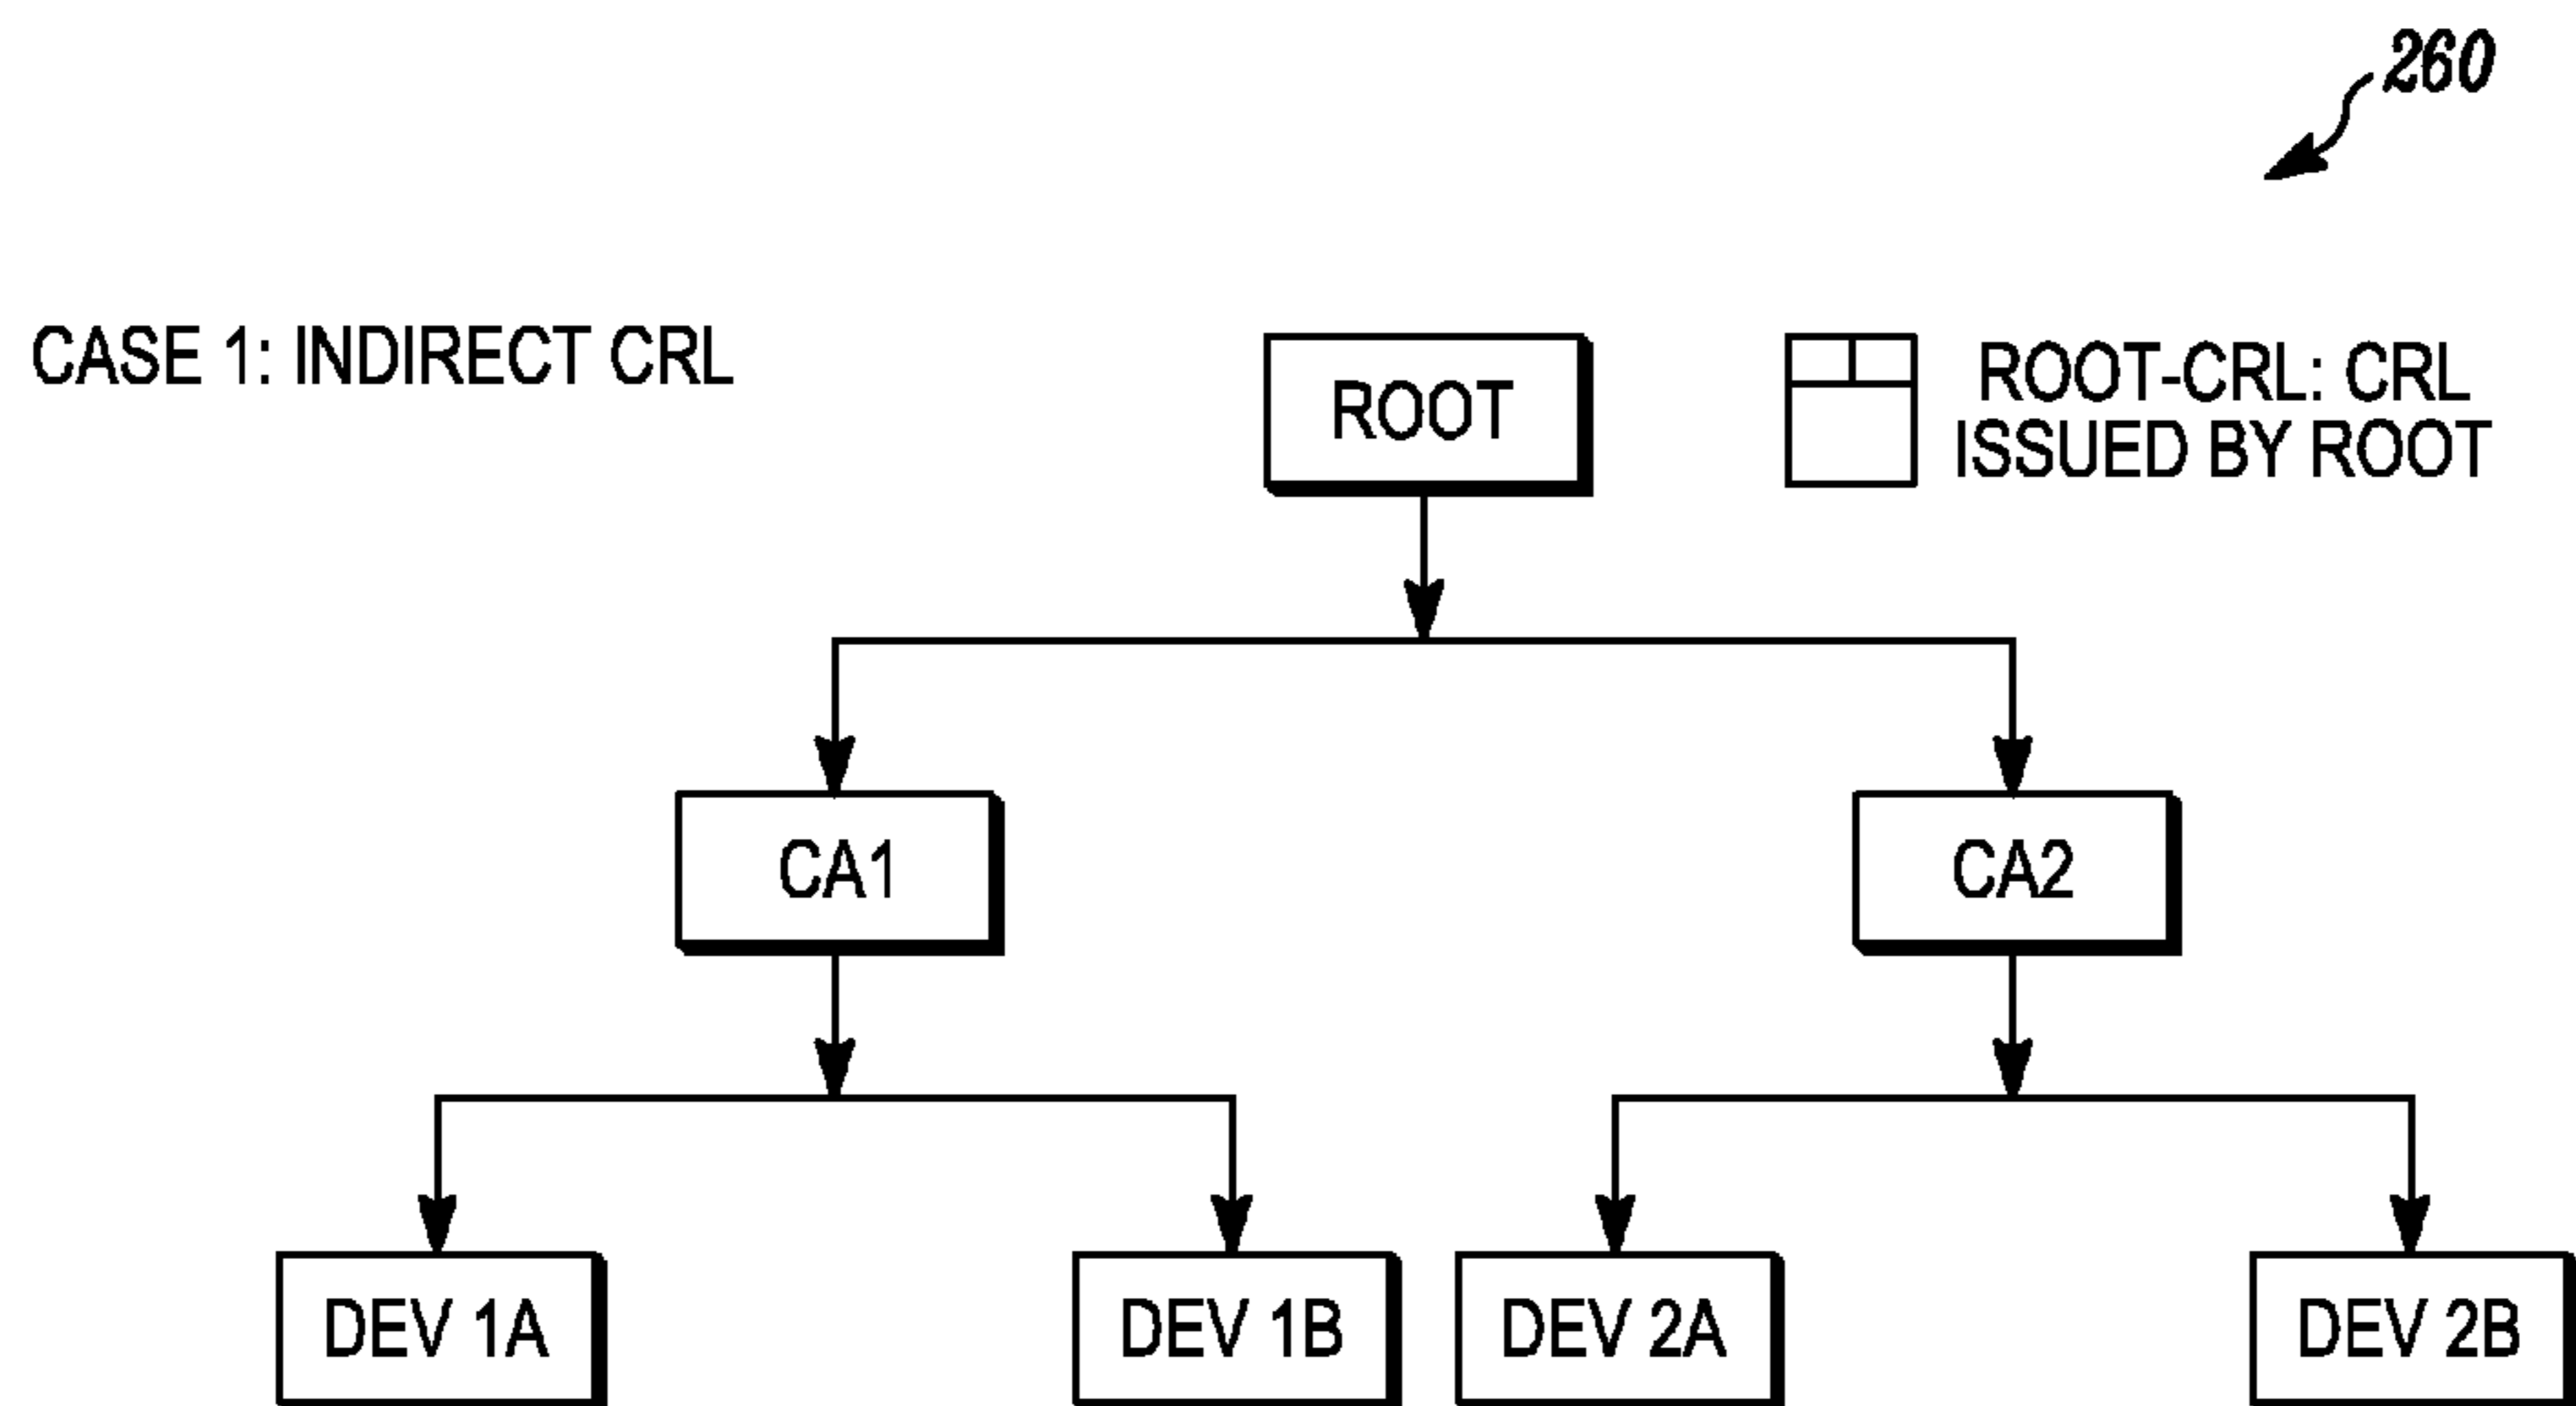 260
CASE 1: INDIRECT CRL
ROOT
ROOT-CRL: CRL
ISSUED BY ROOT
CA1
CA2
DEV 1A
DEV 1B
DEV 2A
DEV 2B